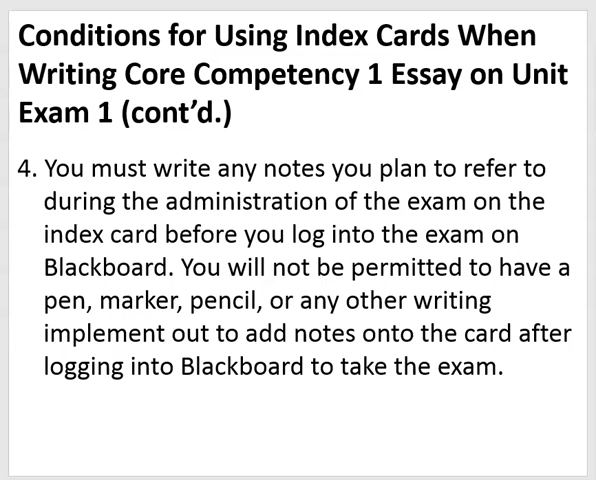 Conditions for Using Index Cards When
Writing Core Competency 1 Essay on Unit
Exam 1 (cont’d.)
4. You must write any notes you plan to refer to
during the administration of the exam on the
index card before you log into the exam on
Blackboard. You will not be permitted to have a
pen, marker, pencil, or any other writing
implement out to add notes onto the card after
logging into Blackboard to take the exam.